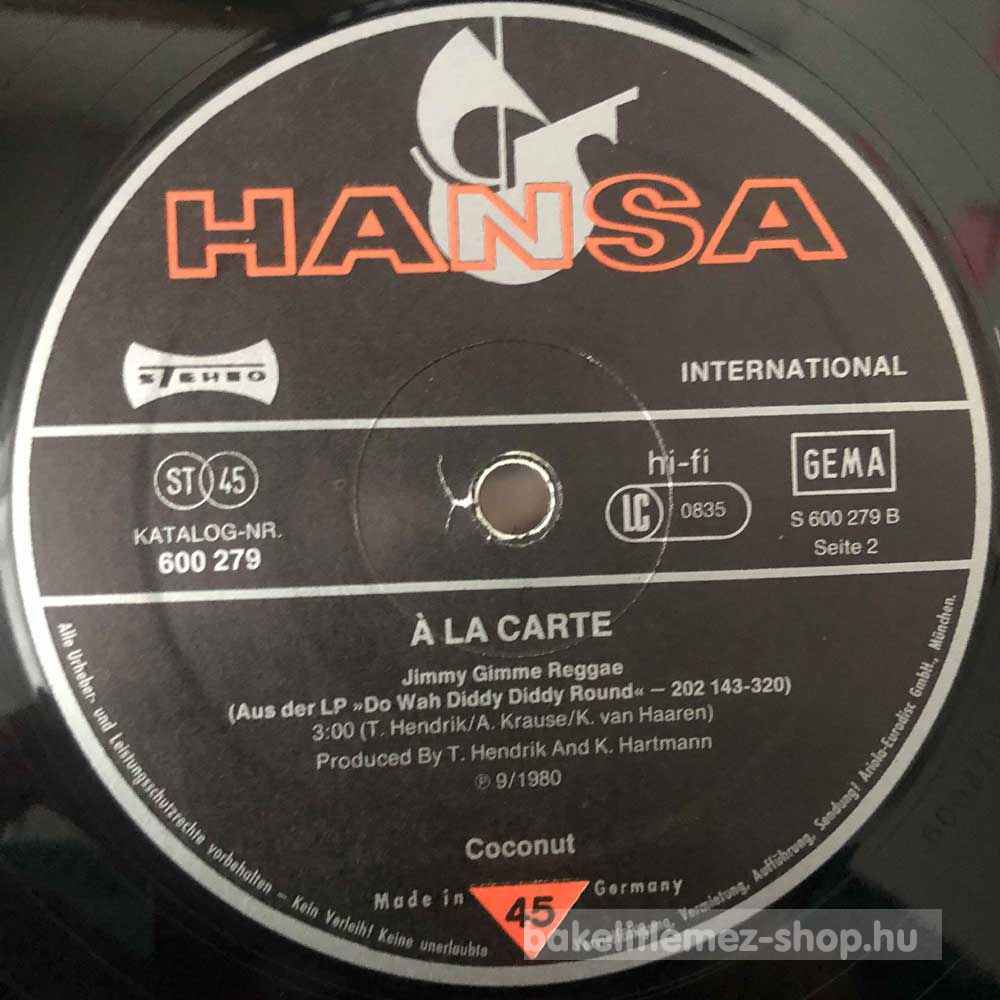 HANSA
STEREO
INTERNATIONAL
ST 45
KATALOG-NR.
600 279
hi-fi
LC 0835
GEMA
S 600 279 B
Seite 2
À LA CARTE
Jimmy Gimme Reggae
(Aus der LP »Do Wah Diddy Diddy Round« – 202 143-320)
3:00 (T. Hendrik/A. Krause/K. van Haaren)
Produced By T. Hendrik And K. Hartmann
℗ 9/1980
Coconut
Made in Germany
45
Alle Urheber- und Leistungsschutzrechte vorbehalten – Kein Verleih! Keine unerlaubte Vermietung, Aufführung, Sendung! Ariola-Eurodisc GmbH., München.
bakelitlemez-shop.hu